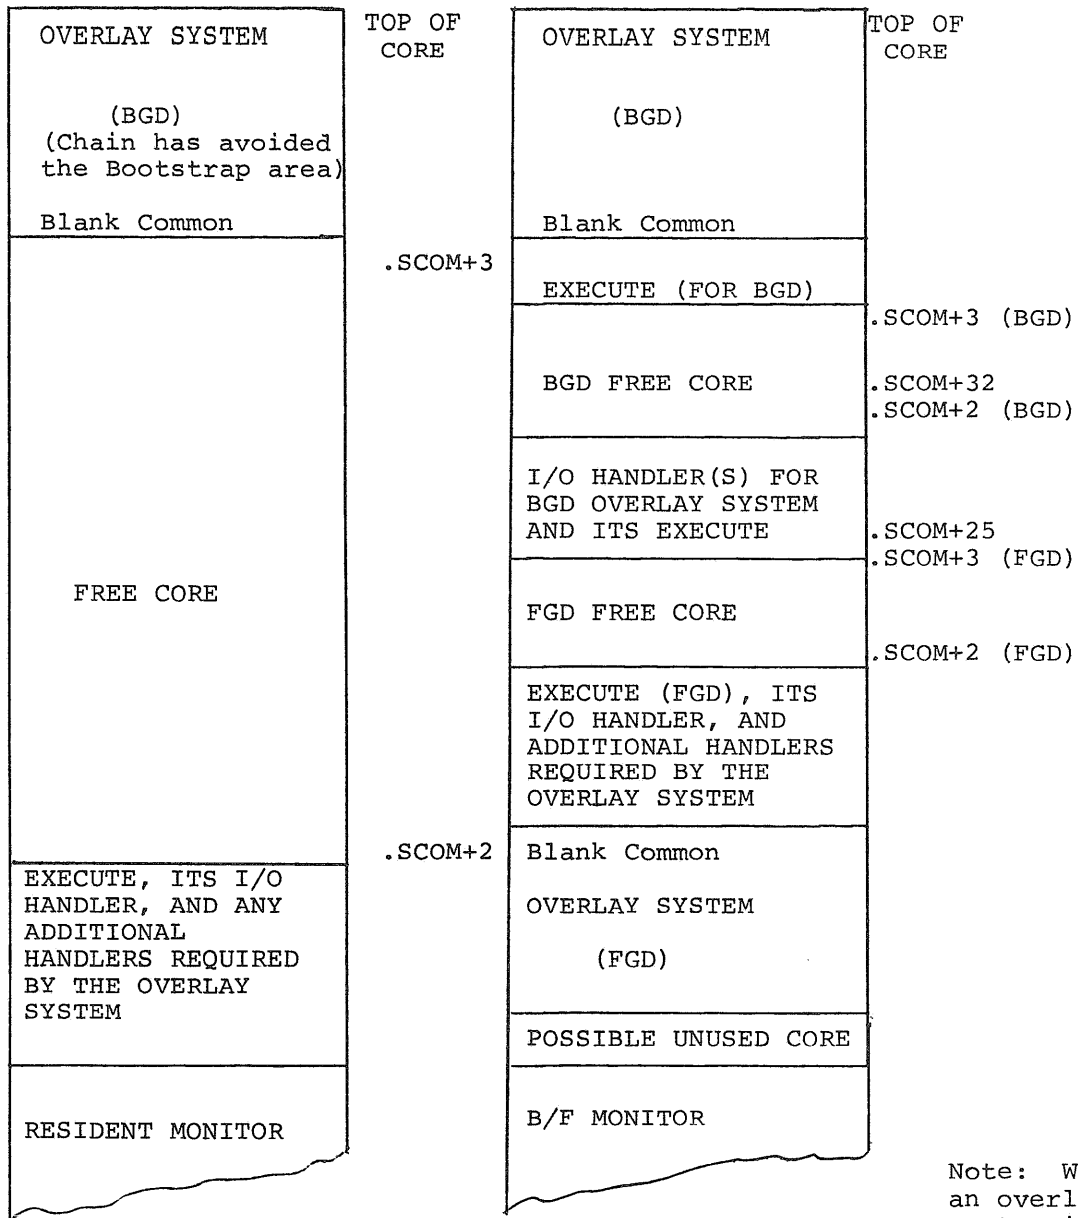 OVERLAY SYSTEM
(BGD)
(Chain has avoided
the Bootstrap area)
Blank Common
FREE CORE
EXECUTE, ITS I/O
HANDLER, AND ANY
ADDITIONAL
HANDLERS REQUIRED
BY THE OVERLAY
SYSTEM
RESIDENT MONITOR
TOP OF
CORE
.SCOM+3
.SCOM+2
OVERLAY SYSTEM
(BGD)
Blank Common
EXECUTE (FOR BGD)
BGD FREE CORE
I/O HANDLER(S) FOR
BGD OVERLAY SYSTEM
AND ITS EXECUTE
FGD FREE CORE
EXECUTE (FGD), ITS
I/O HANDLER, AND
ADDITIONAL HANDLERS
REQUIRED BY THE
OVERLAY SYSTEM
Blank Common
OVERLAY SYSTEM
(FGD)
POSSIBLE UNUSED CORE
B/F MONITOR
TOP OF
CORE
.SCOM+3 (BGD)
.SCOM+32
.SCOM+2 (BGD)
.SCOM+25
.SCOM+3 (FGD)
.SCOM+2 (FGD)
Note: W
an overl